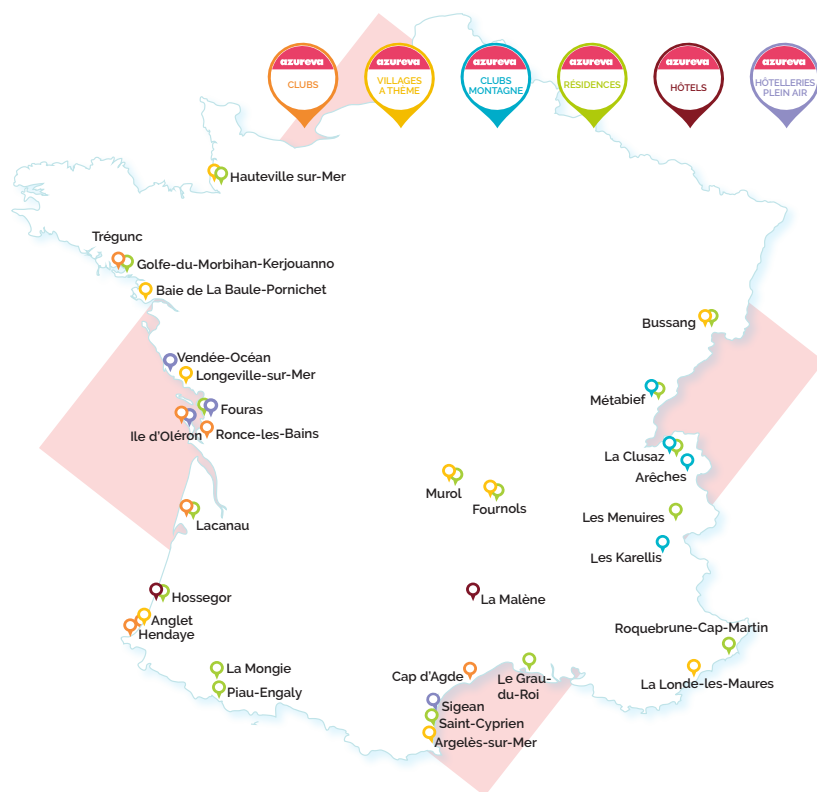 azureva
CLUBS
azureva
VILLAGES
A THÈME
azureva
CLUBS
MONTAGNE
azureva
RÉSIDENCES
azureva
HÔTELS
azureva
HÔTELLERIES
PLEIN AIR
Hauteville sur-Mer
Trégunc
Golfe-du-Morbihan-Kerjouanno
Baie de La Baule-Pornichet
Bussang
Vendée-Océan
Longeville-sur-Mer
Métabief
Fouras
Ile d'Oléron
Ronce-les-Bains
La Clusaz
Arêches
Murol
Fournols
Lacanau
Les Menuires
Les Karellis
Hossegor
La Malène
Anglet
Hendaye
Roquebrune-Cap-Martin
La Mongie
Cap d'Agde
Le Grau-
du-Roi
La Londe-les-Maures
Piau-Engaly
Sigean
Saint-Cyprien
Argelès-sur-Mer